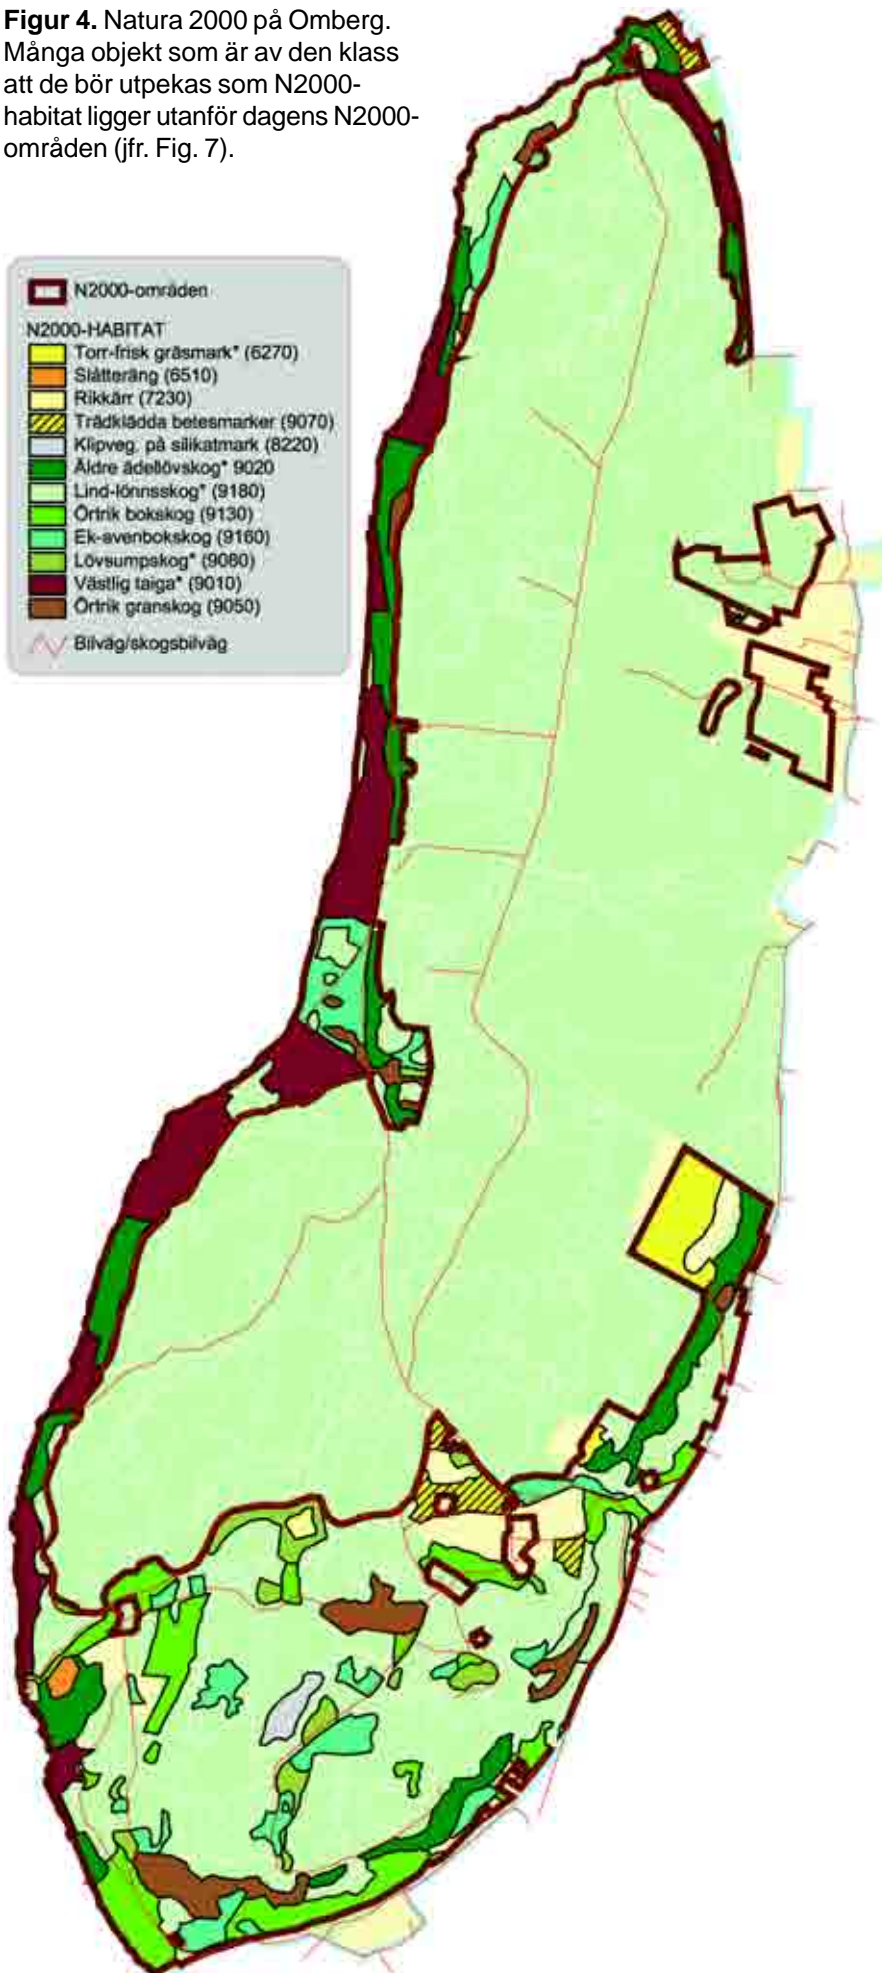 Figur 4. Natura 2000 på Omberg.
Många objekt som är av den klass
att de bör utpekas som N2000-
habitat ligger utanför dagens N2000-
områden (jfr. Fig. 7).
N2000-områden
N2000-HABITAT
Torr-frisk gräsmark* (6270)
Slåtteräng (6510)
Rikkärr (7230)
Trädklädda betesmarker (9070)
Klipveg. på silikatmark (8220)
Äldre ädellövskog* 9020
Lind-lönnsskog* (9180)
Örtrik bokskog (9130)
Ek-avenbokskog (9160)
Lövsumpskog* (9080)
Västlig taiga* (9010)
Örtrik granskog (9050)
Bilväg/skogsbilväg